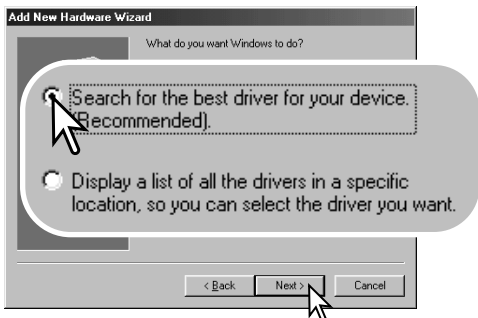 Add New Hardware Wizard
What do you want Windows to do?
Search for the best driver for your device.
(Recommended).
Display a list of all the drivers in a specific
location, so you can select the driver you want.
< Back
Next >
Cancel